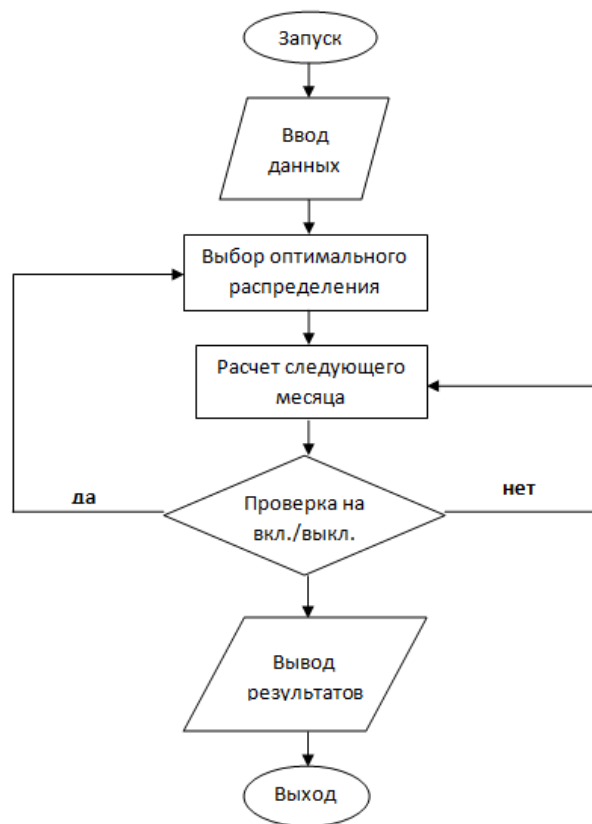 Запуск
Ввод
данных
Выбор оптимального
распределения
Расчет следующего
месяца
да
нет
Проверка на
вкл./выкл.
Вывод
результатов
Выход